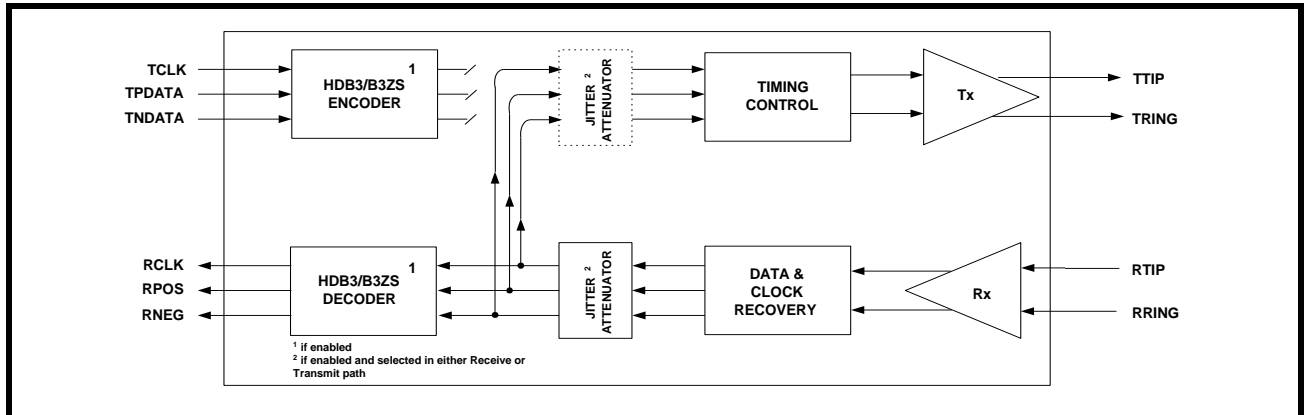 TCLK
TPDATA
TNDATA
HDB3/B3ZS 1
ENCODER
JITTER 2
ATTENUATOR
TIMING
CONTROL
Tx
TTIP
TRING
RCLK
RPOS
RNEG
HDB3/B3ZS 1
DECODER
JITTER 2
ATTENUATOR
DATA &
CLOCK
RECOVERY
Rx
RTIP
RRING
1 if enabled
2 if enabled and selected in either Receive or
Transmit path